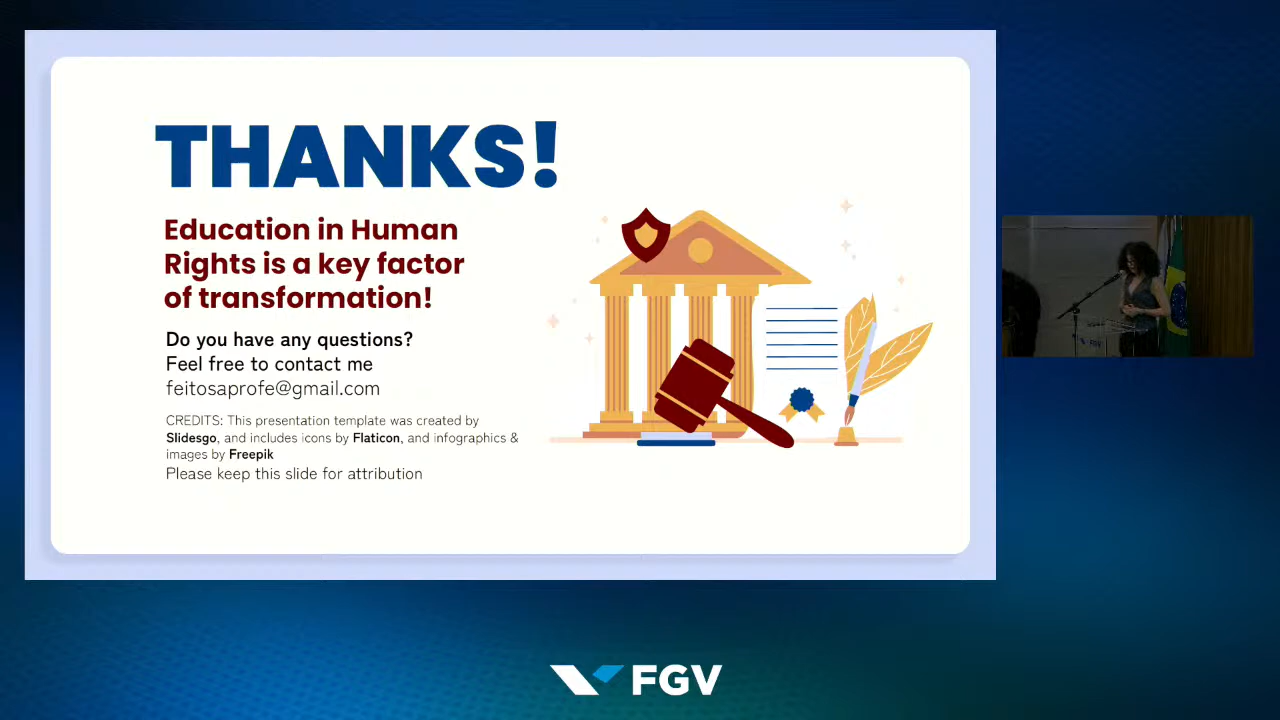 THANKS!
Education in Human
Rights is a key factor
of transformation!
Do you have any questions?
Feel free to contact me
feitosaprofe@gmail.com
CREDITS: This presentation template was created by
Slidesgo, and includes icons by Flaticon, and infographics &
images by Freepik
Please keep this slide for attribution
FGV
FGV